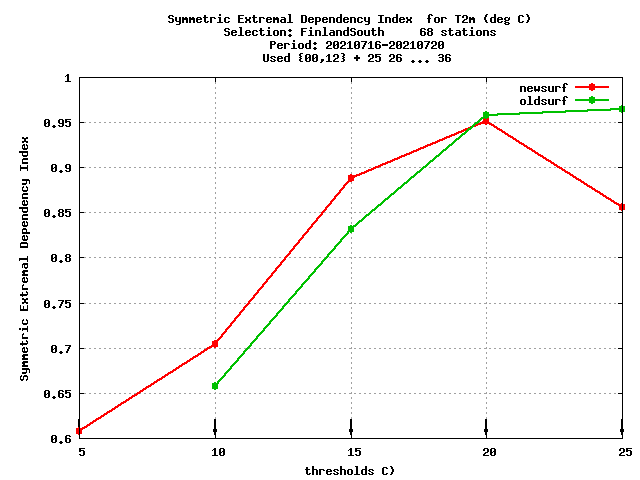 Symmetric Extremal Dependency Index  for T2m (deg C)
Selection: FinlandSouth     68 stations
Period: 20210716-20210720
Used {00,12} + 25 26 ... 36
newsurf
oldsurf
Symmetric Extremal Dependency Index
1
0.95
0.9
0.85
0.8
0.75
0.7
0.65
0.6
5 10 15 20 25
thresholds C)